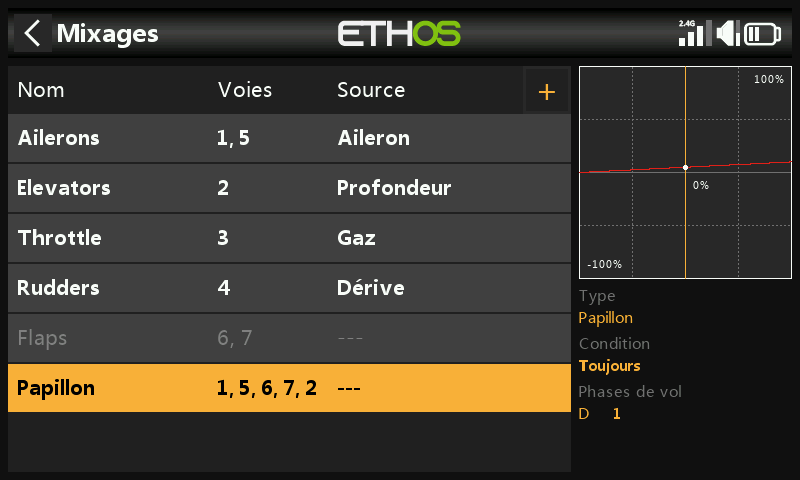 Mixages
ETHOS
2.4G
Nom Voies Source +
Ailerons 1, 5 Aileron
Elevators 2 Profondeur
Throttle 3 Gaz
Rudders 4 Dérive
Flaps 6, 7 ---
Papillon 1, 5, 6, 7, 2 ---
100%
0%
-100%
Type
Papillon
Condition
Toujours
Phases de vol
D 1